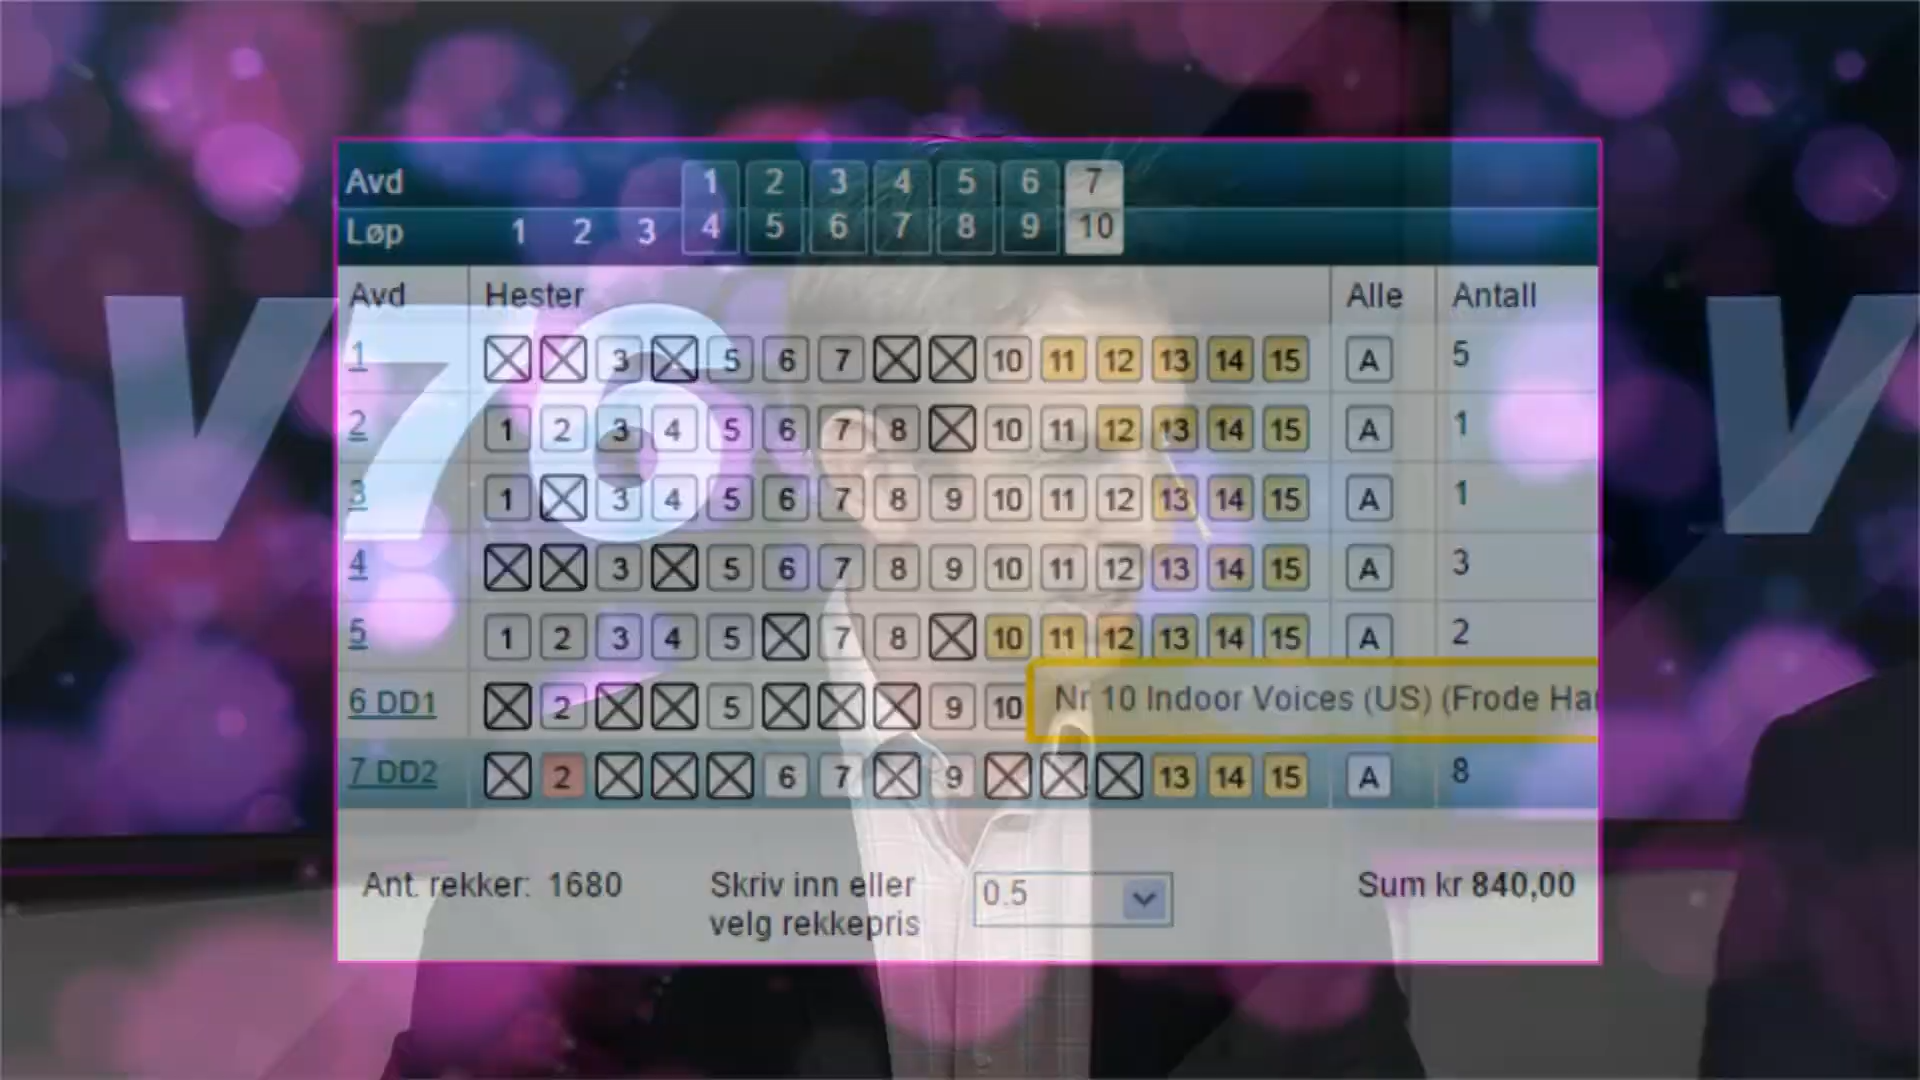 Avd 1 2 3 4 5 6 7
Løp 1 2 3 4 5 6 7 8 9 10
Avd Hester Alle Antall
1 3 5 6 7 10 11 12 13 14 15 A 5
2 1 2 3 4 5 6 7 8 10 11 12 13 14 15 A 1
3 1 3 4 5 6 7 8 9 10 11 12 13 14 15 A 1
4 3 5 6 7 8 9 10 11 12 13 14 15 A 3
5 1 2 3 4 5 7 8 10 11 12 13 14 15 A 2
6 DD1 2 5 9 10 Nr 10 Indoor Voices (US) (Frode
7 DD2 2 6 7 9 13 14 15 A 8
Ant. rekker: 1680 Skriv inn eller 0.5 Sum kr 840,00
velg rekkepris
V76
V